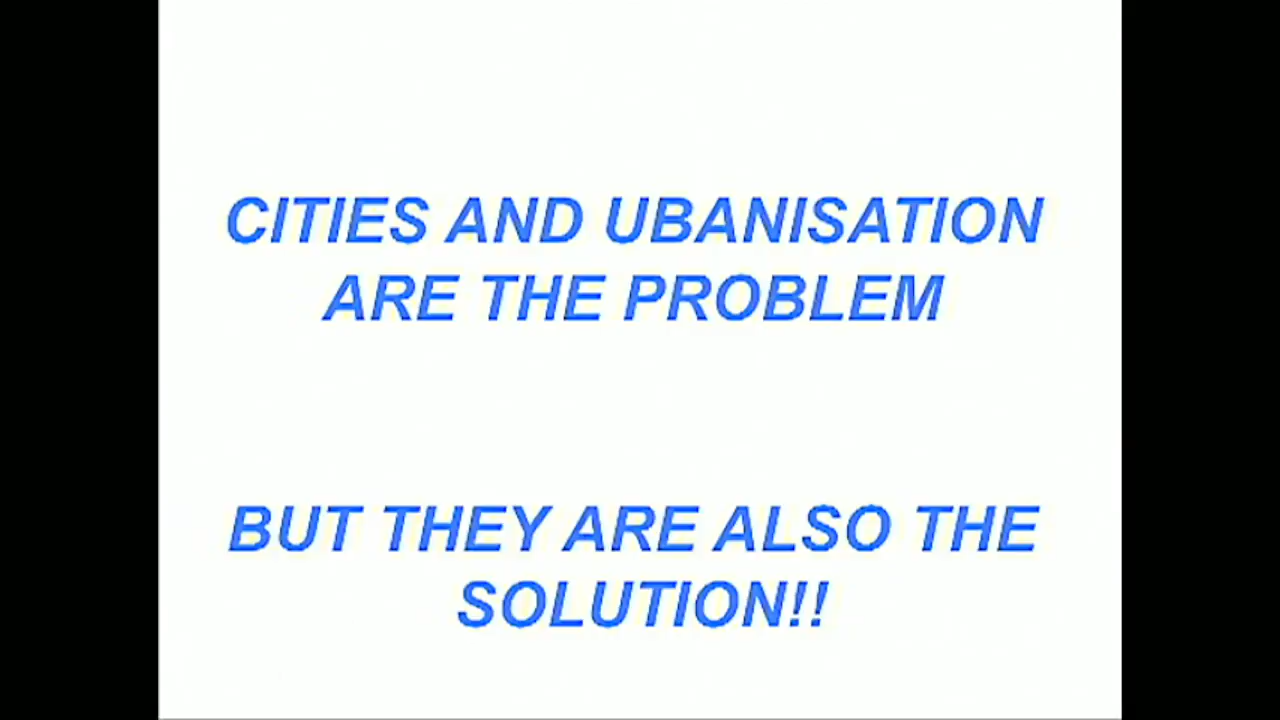 CITIES AND UBANISATION
ARE THE PROBLEM
BUT THEY ARE ALSO THE
SOLUTION!!